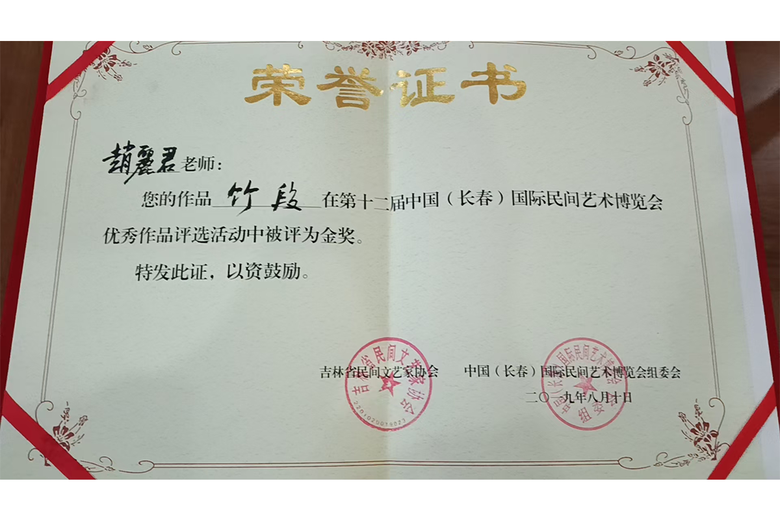 荣誉证书
趙麗君老师：
您的作品 竹段 在第十二届中国（长春）国际民间艺术博览会
优秀作品评选活动中被评为金奖。
特发此证，以资鼓励。
吉林省民间文艺家协会 中国（长春）国际民间艺术博览会组委会
二〇一九年八月十日